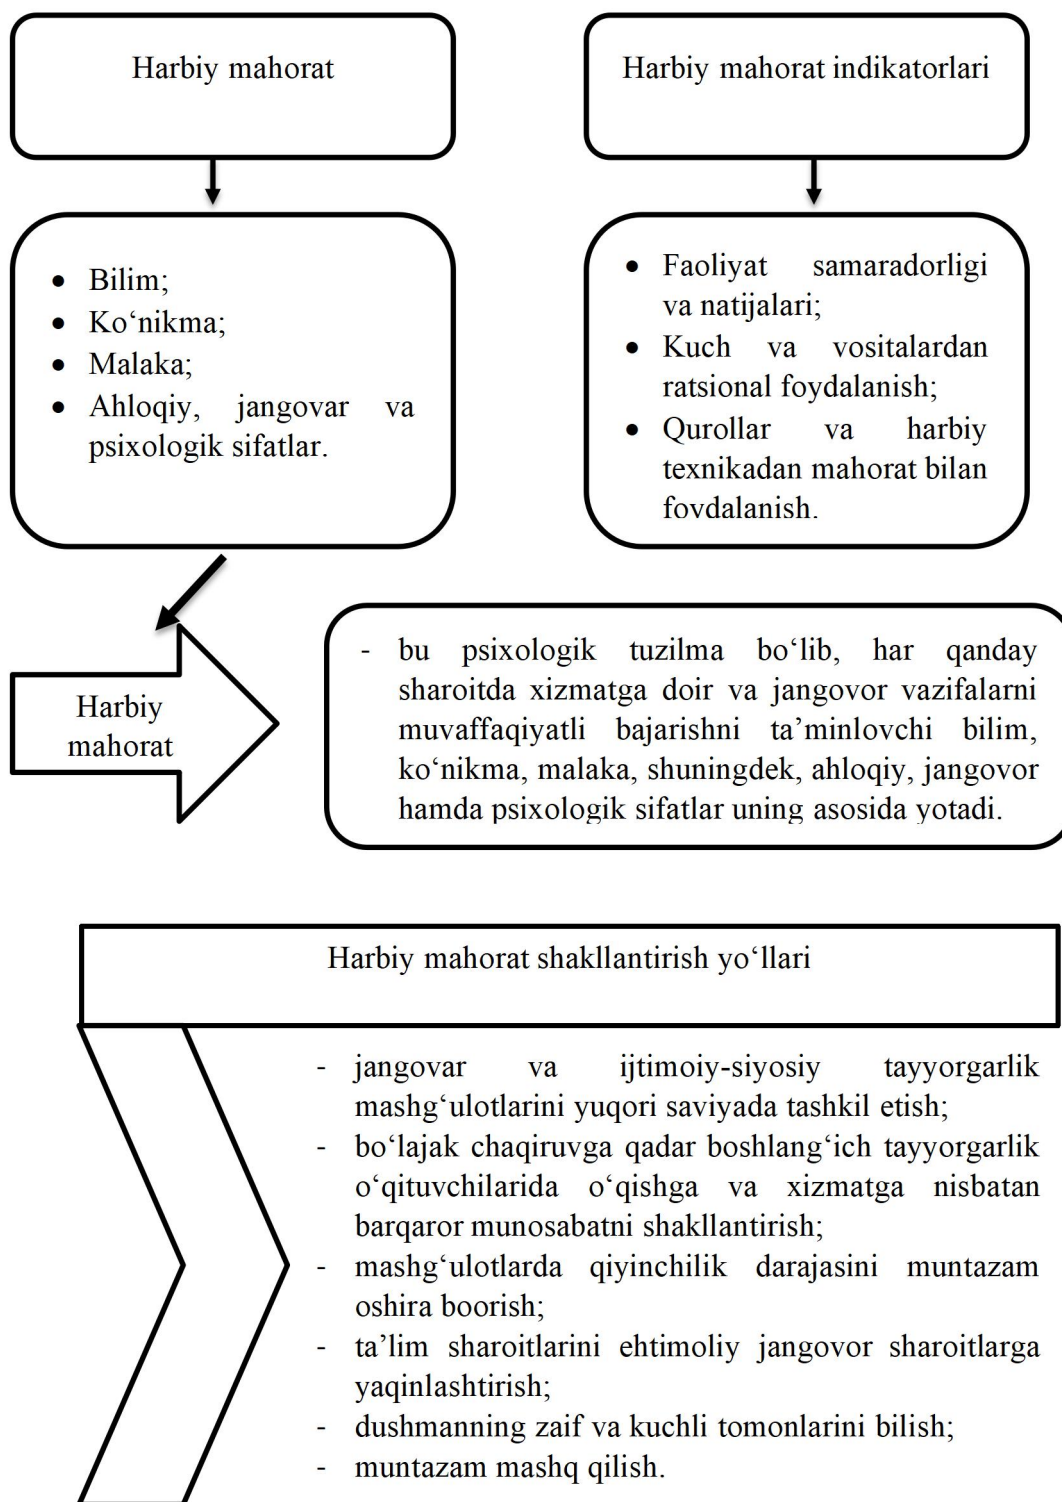 Harbiy mahorat
Harbiy mahorat indikatorlari
• Bilim;
• Ko‘nikma;
• Malaka;
• Ahloqiy, jangovar va
psixologik sifatlar.
• Faoliyat samaradorligi
va natijalari;
• Kuch va vositalardan
ratsional foydalanish;
• Qurollar va harbiy
texnikadan mahorat bilan
foydalanish.
Harbiy
mahorat
- bu psixologik tuzilma bo‘lib, har qanday
sharoitda xizmatga doir va jangovor vazifalarni
muvaffaqiyatli bajarishni ta’minlovchi bilim,
ko‘nikma, malaka, shuningdek, ahloqiy, jangovor
hamda psixologik sifatlar uning asosida yotadi.
Harbiy mahorat shakllantirish yo‘llari
- jangovar va ijtimoiy-siyosiy tayyorgarlik
mashg‘ulotlarini yuqori saviyada tashkil etish;
- bo‘lajak chaqiruvga qadar boshlang‘ich tayyorgarlik
o‘qituvchilarida o‘qishga va xizmatga nisbatan
barqaror munosabatni shakllantirish;
- mashg‘ulotlarda qiyinchilik darajasini muntazam
oshira boorish;
- ta’lim sharoitlarini ehtimoliy jangovor sharoitlarga
yaqinlashtirish;
- dushmanning zaif va kuchli tomonlarini bilish;
- muntazam mashq qilish.